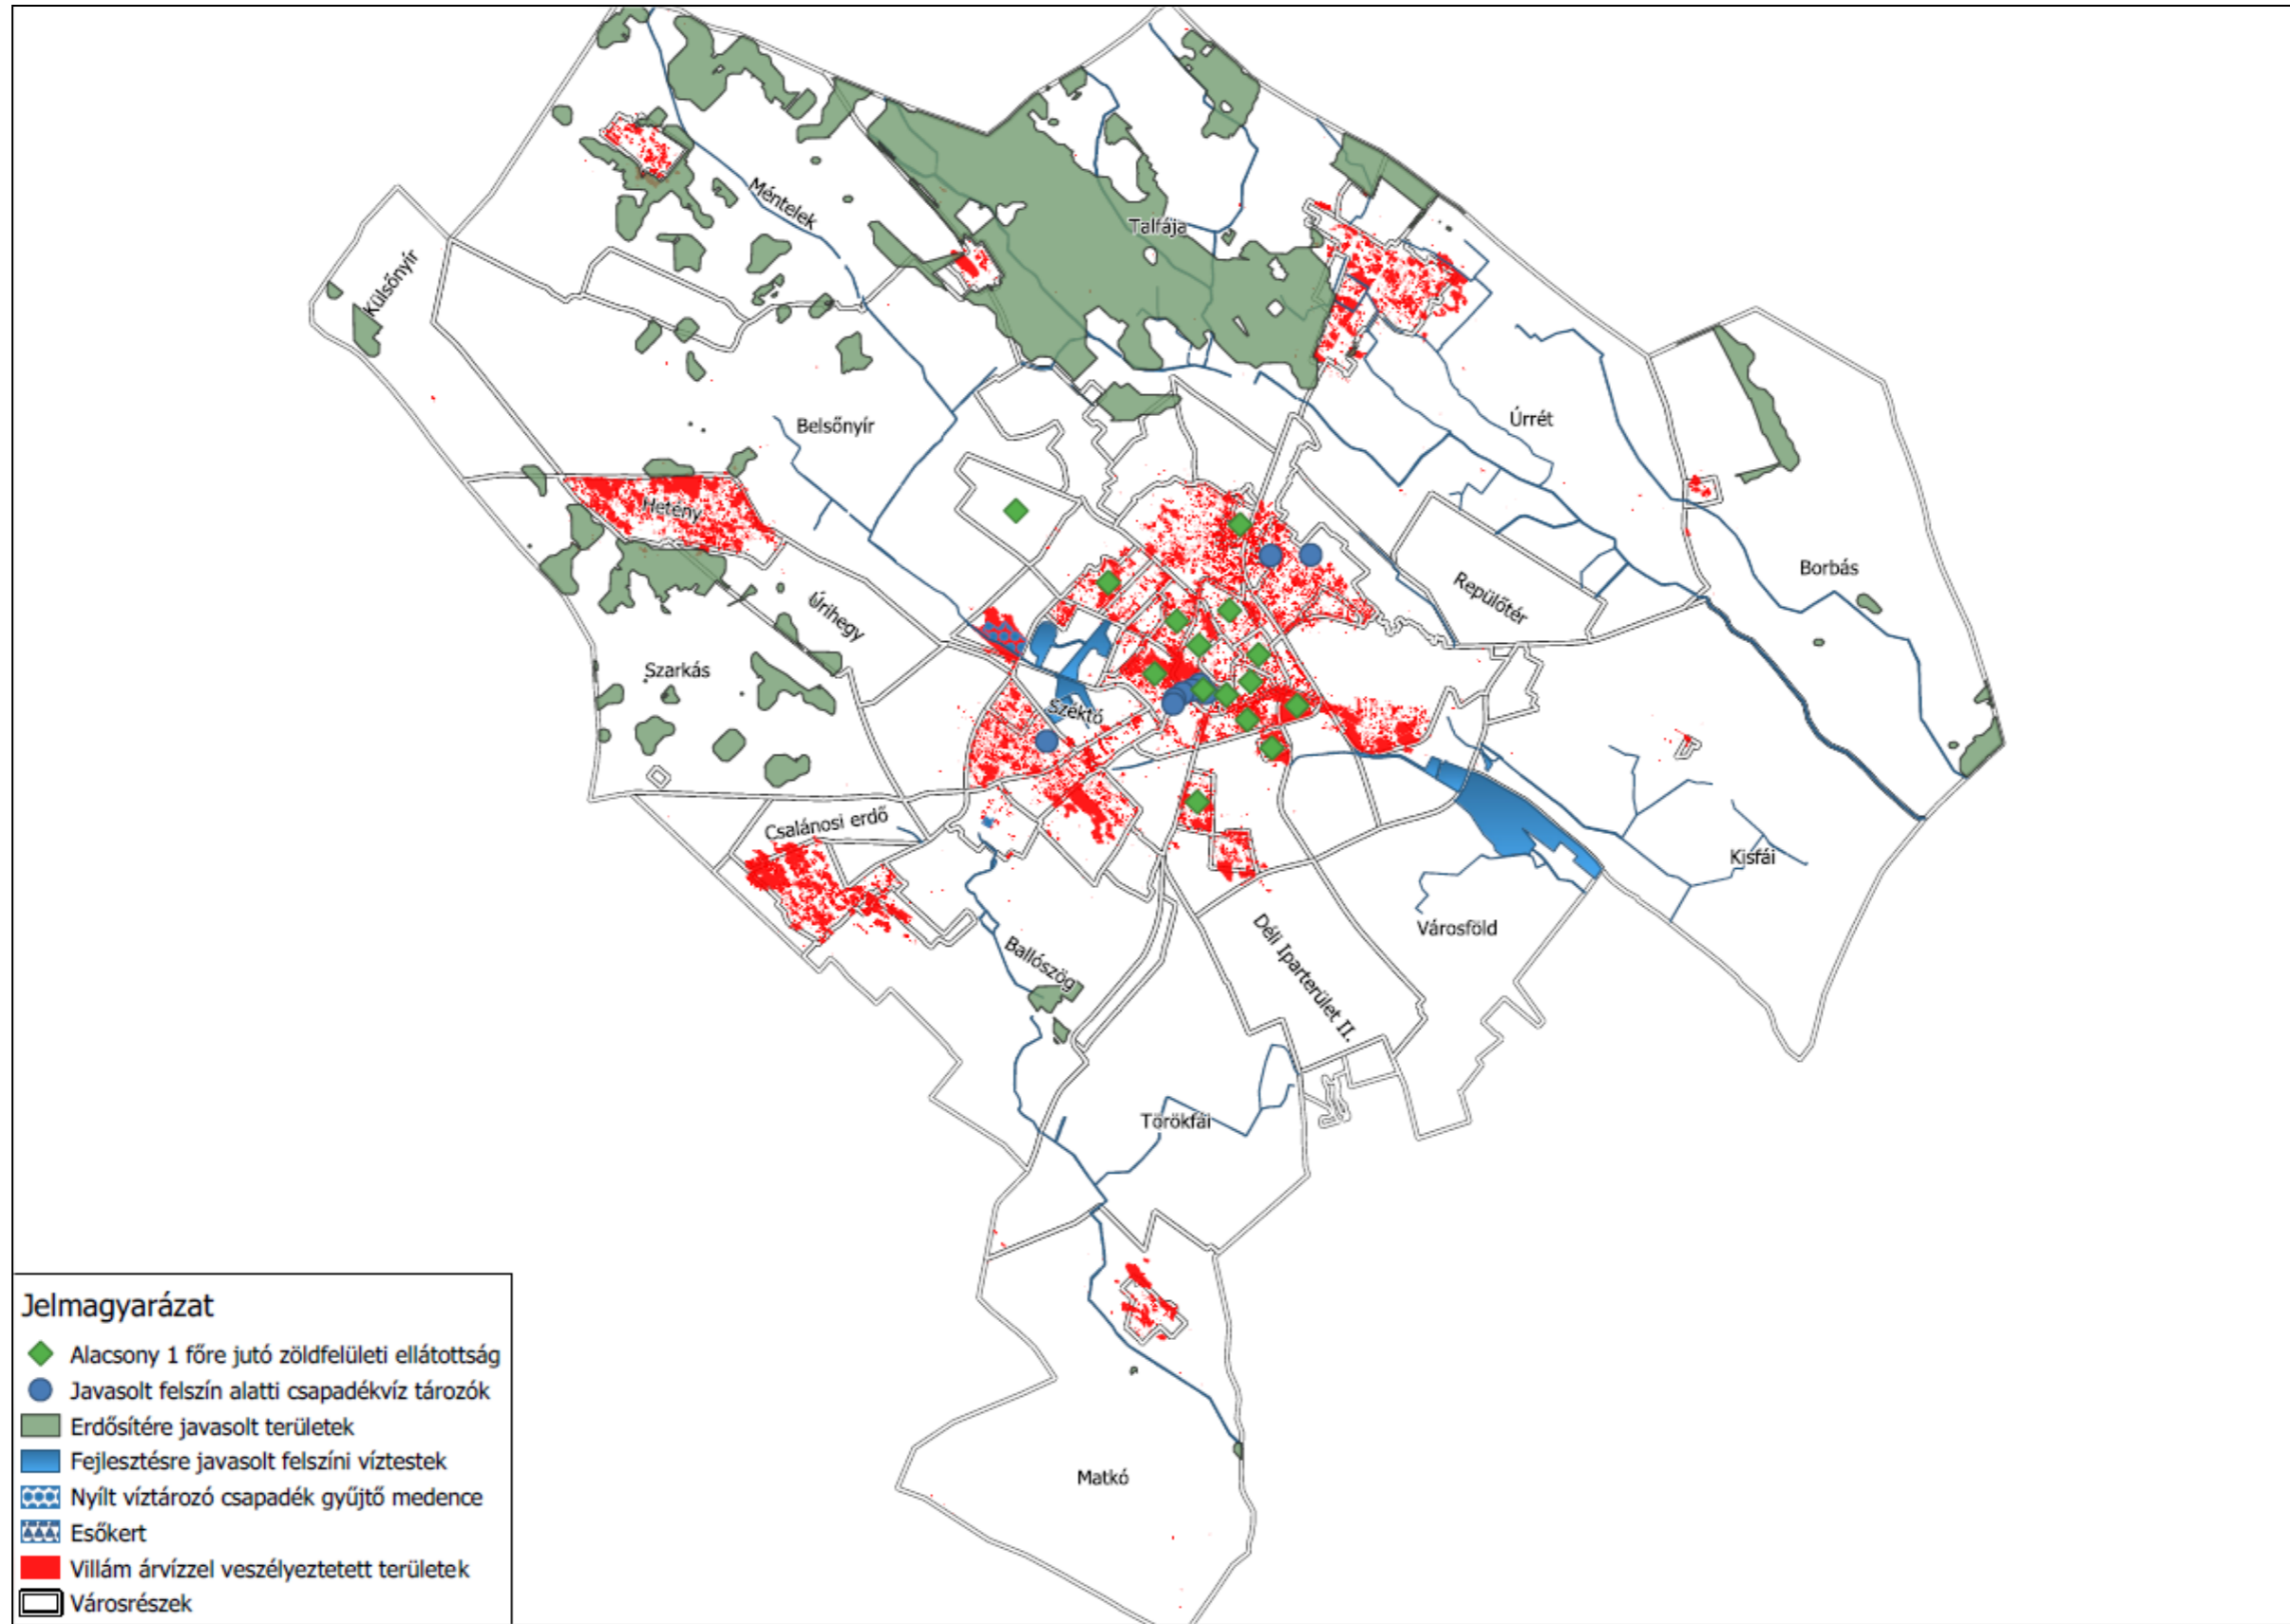 Méntelek
Talfája
Külsőnyír
Belsőnyír
Úrrét
Hetény
Borbás
Repülőtér
Úrihegy
Szarkás
Széktó
Csalánosi erdő
Kisfái
Városföld
Ballószög
Déli Iparterület II.
Törökfái
Matkó
Jelmagyarázat
Alacsony 1 főre jutó zöldfelületi ellátottság
Javasolt felszín alatti csapadékvíz tározók
Erdősítére javasolt területek
Fejlesztésre javasolt felszíni víztestek
Nyílt víztározó csapadék gyűjtő medence
Esőkert
Villám árvízzel veszélyeztetett területek
Városrészek